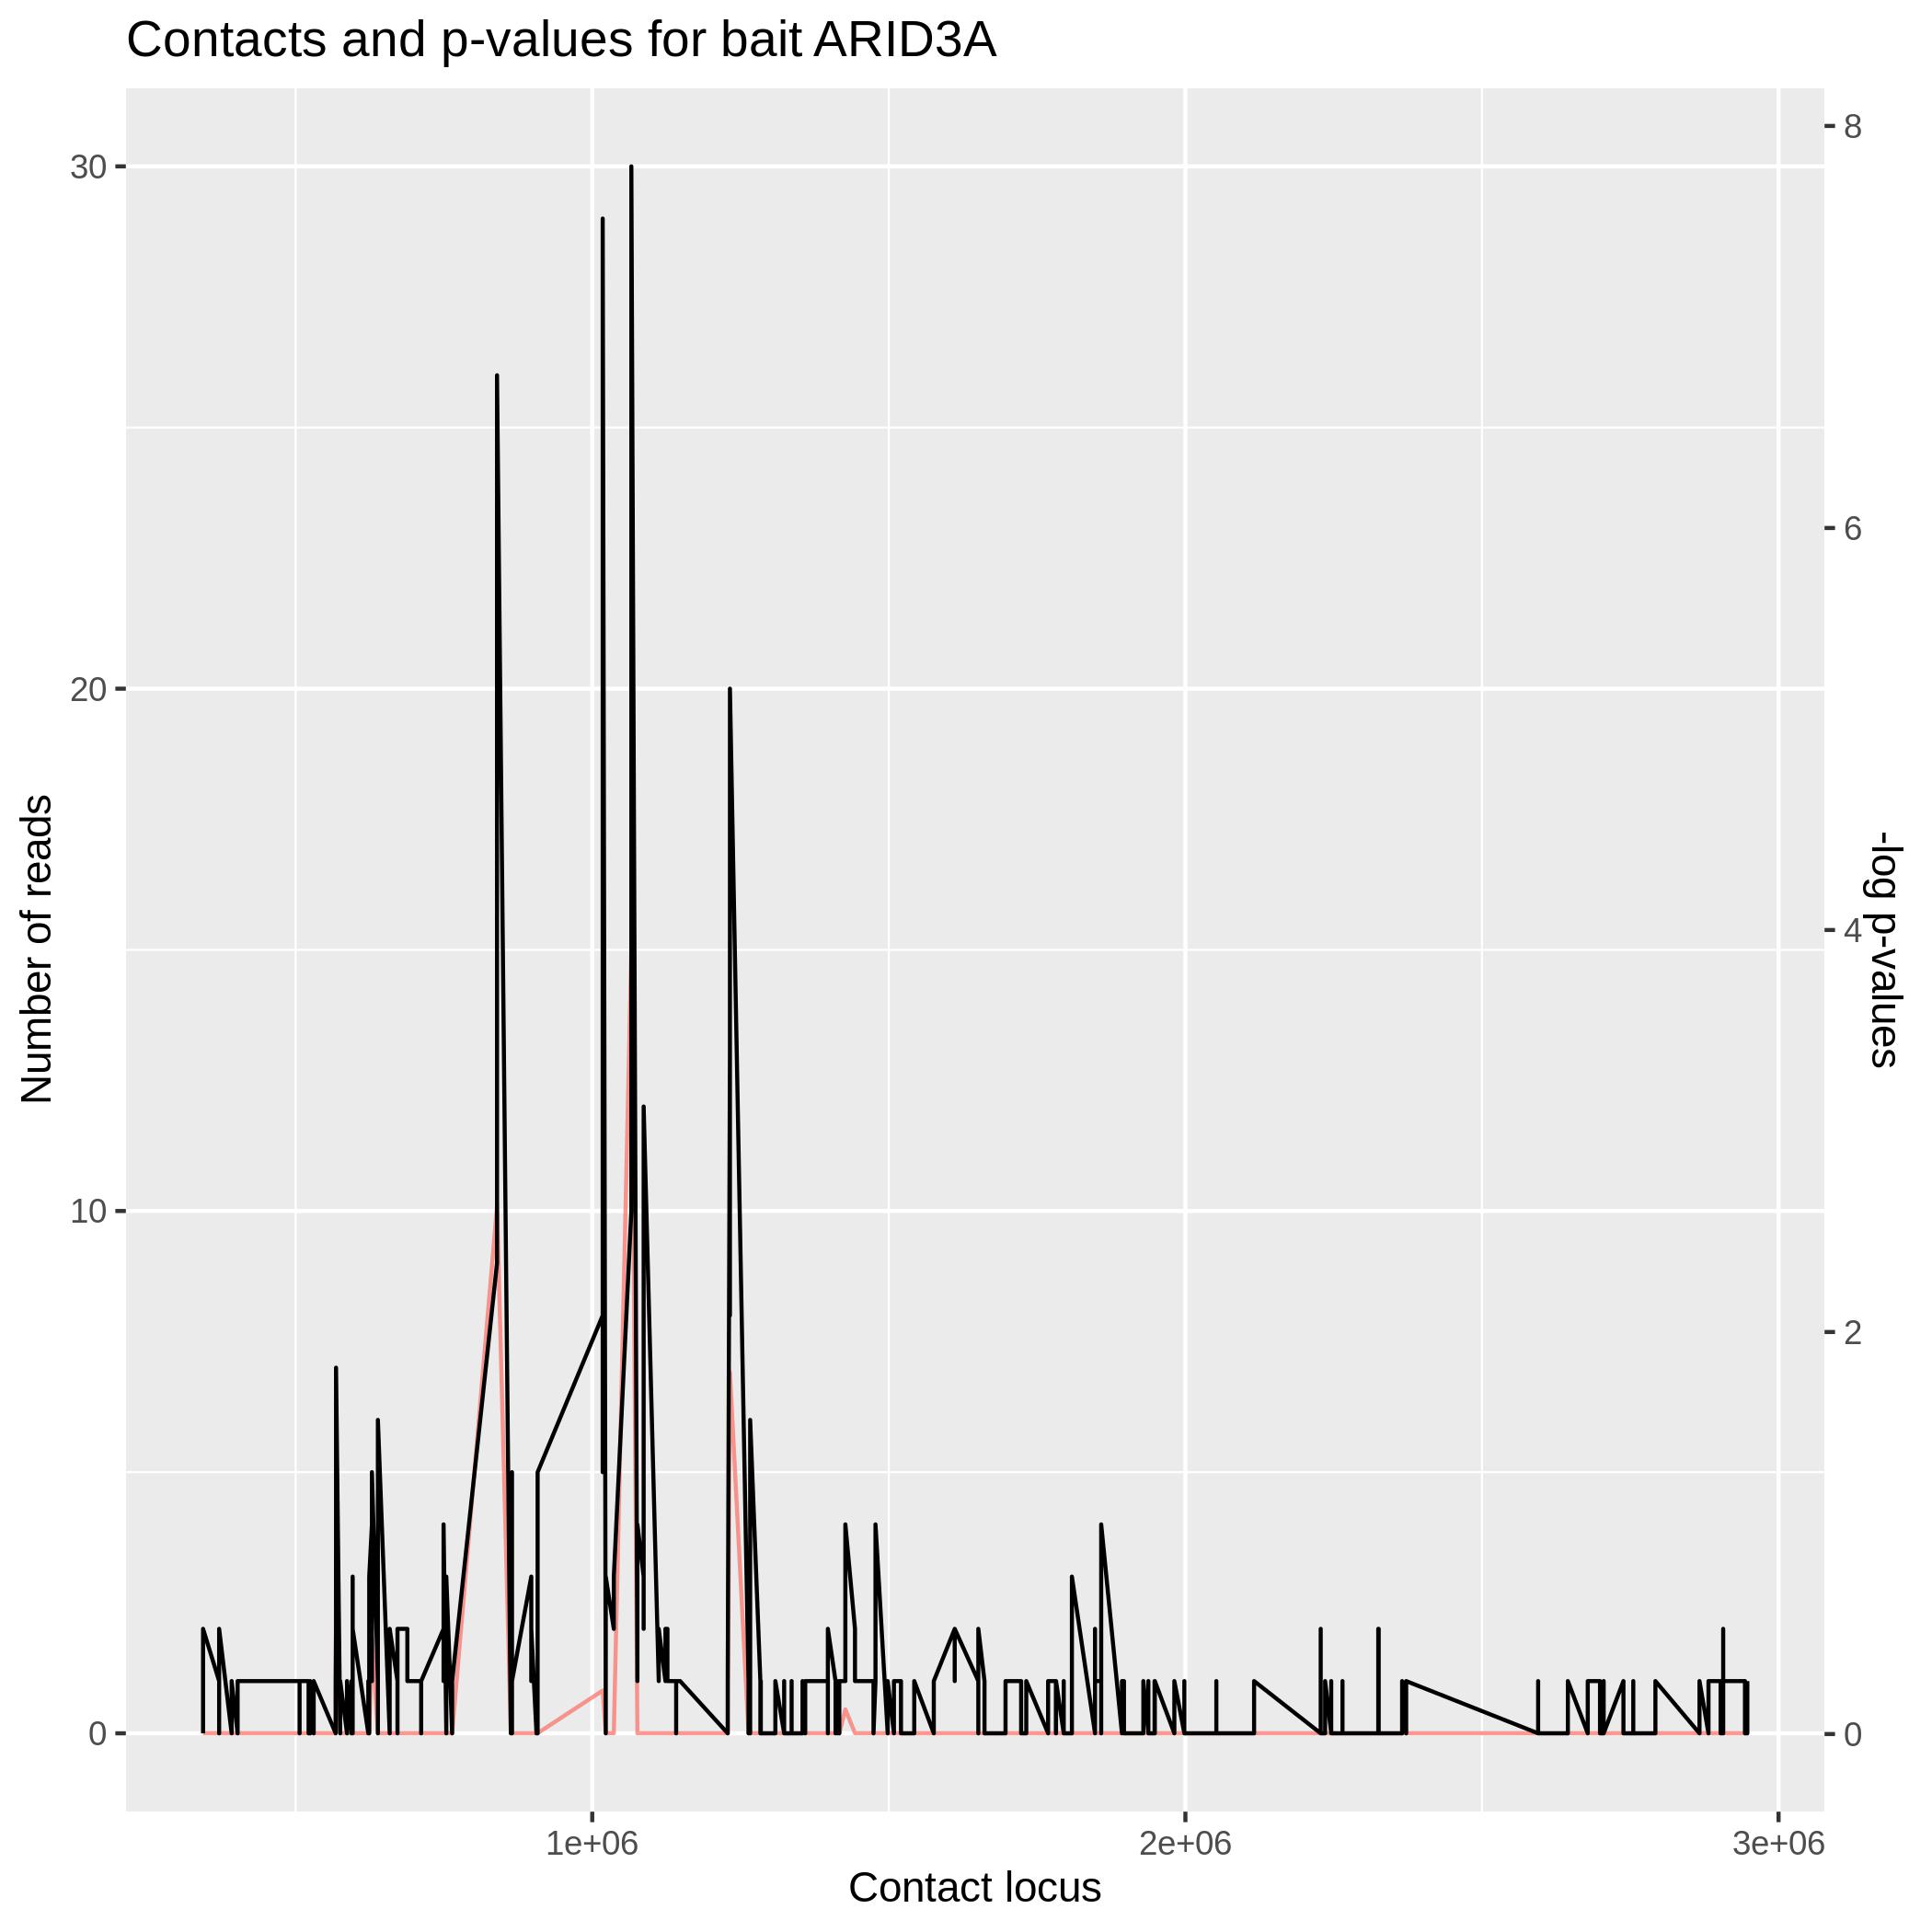 Contacts and p-values for bait ARID3A
30
20
10
0
8
6
4
2
0
Number of reads
-log p-values
1e+06
2e+06
3e+06
Contact locus